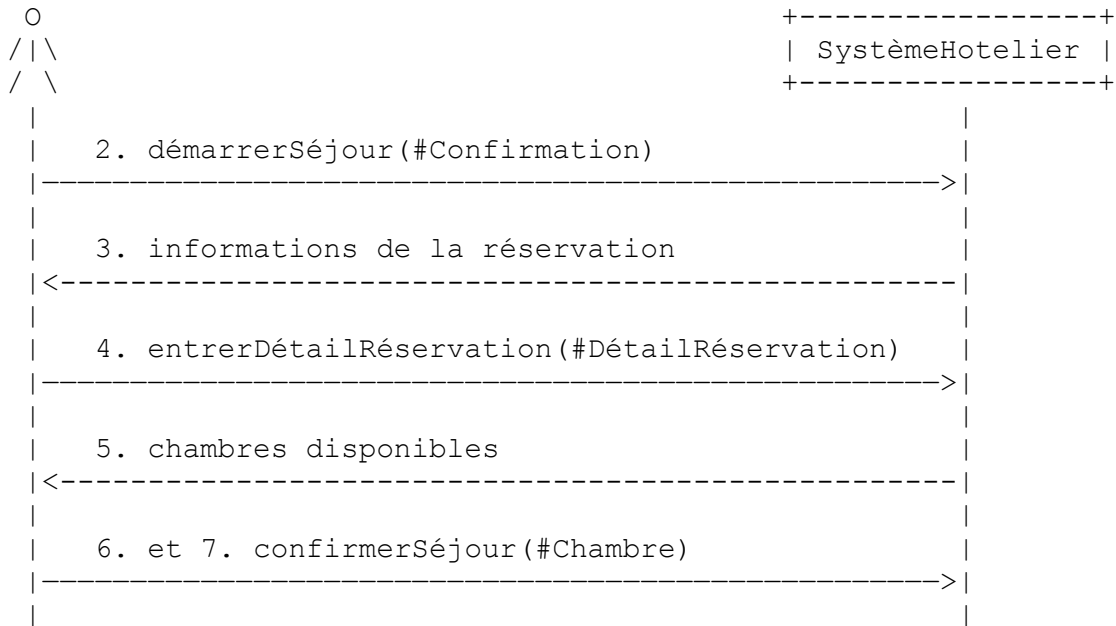 SystèmeHotelier
2. démarrerSéjour(#Confirmation)
3. informations de la réservation
4. entrerDétailRéservation(#DétailRéservation)
5. chambres disponibles
6. et 7. confirmerSéjour(#Chambre)